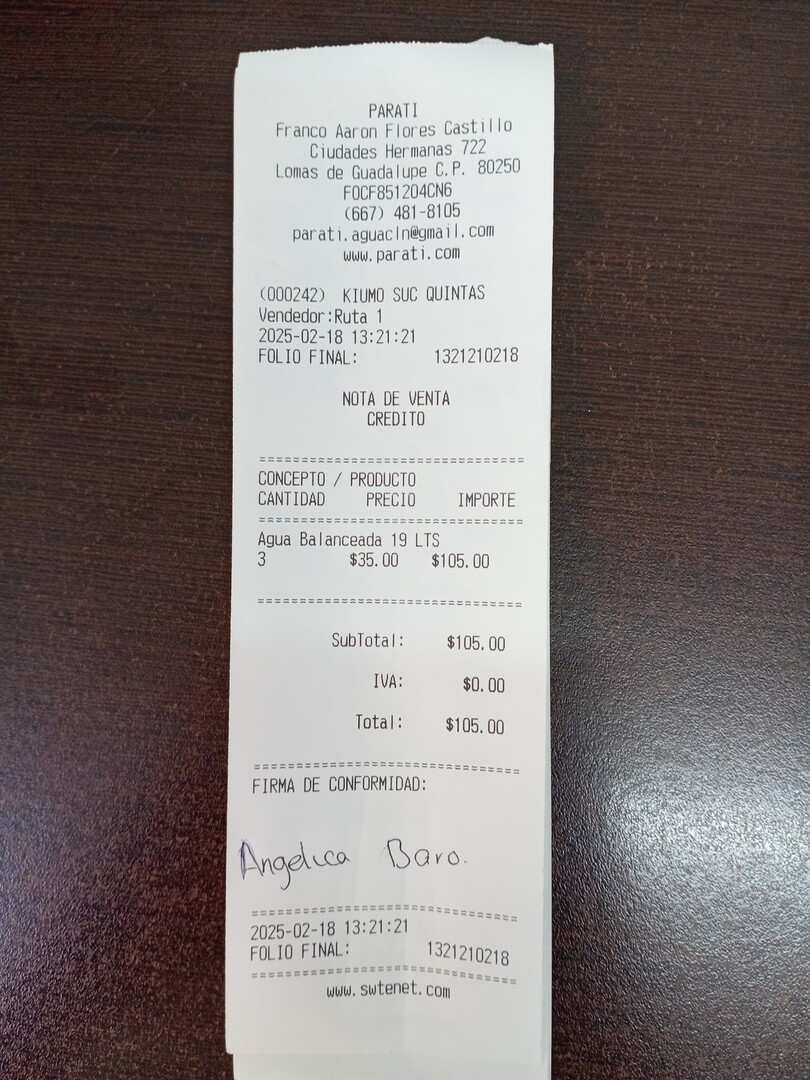 PARATI
Franco Aaron Flores Castillo
Ciudades Hermanas 722
Lomas de Guadalupe C.P. 80250
FOCF851204CN6
(667) 481-8105
parati.aguacln@gmail.com
www.parati.com
(000242) KIUMO SUC QUINTAS
Vendedor:Ruta 1
2025-02-18 13:21:21
FOLIO FINAL: 1321210218
NOTA DE VENTA
CREDITO
================================
CONCEPTO / PRODUCTO
CANTIDAD PRECIO IMPORTE
================================
Agua Balanceada 19 LTS
3 $35.00 $105.00
================================
SubTotal: $105.00
IVA: $0.00
Total: $105.00
================================
FIRMA DE CONFORMIDAD:
Angelica Baro.
================================
2025-02-18 13:21:21
FOLIO FINAL: 1321210218
================================
www.swtenet.com